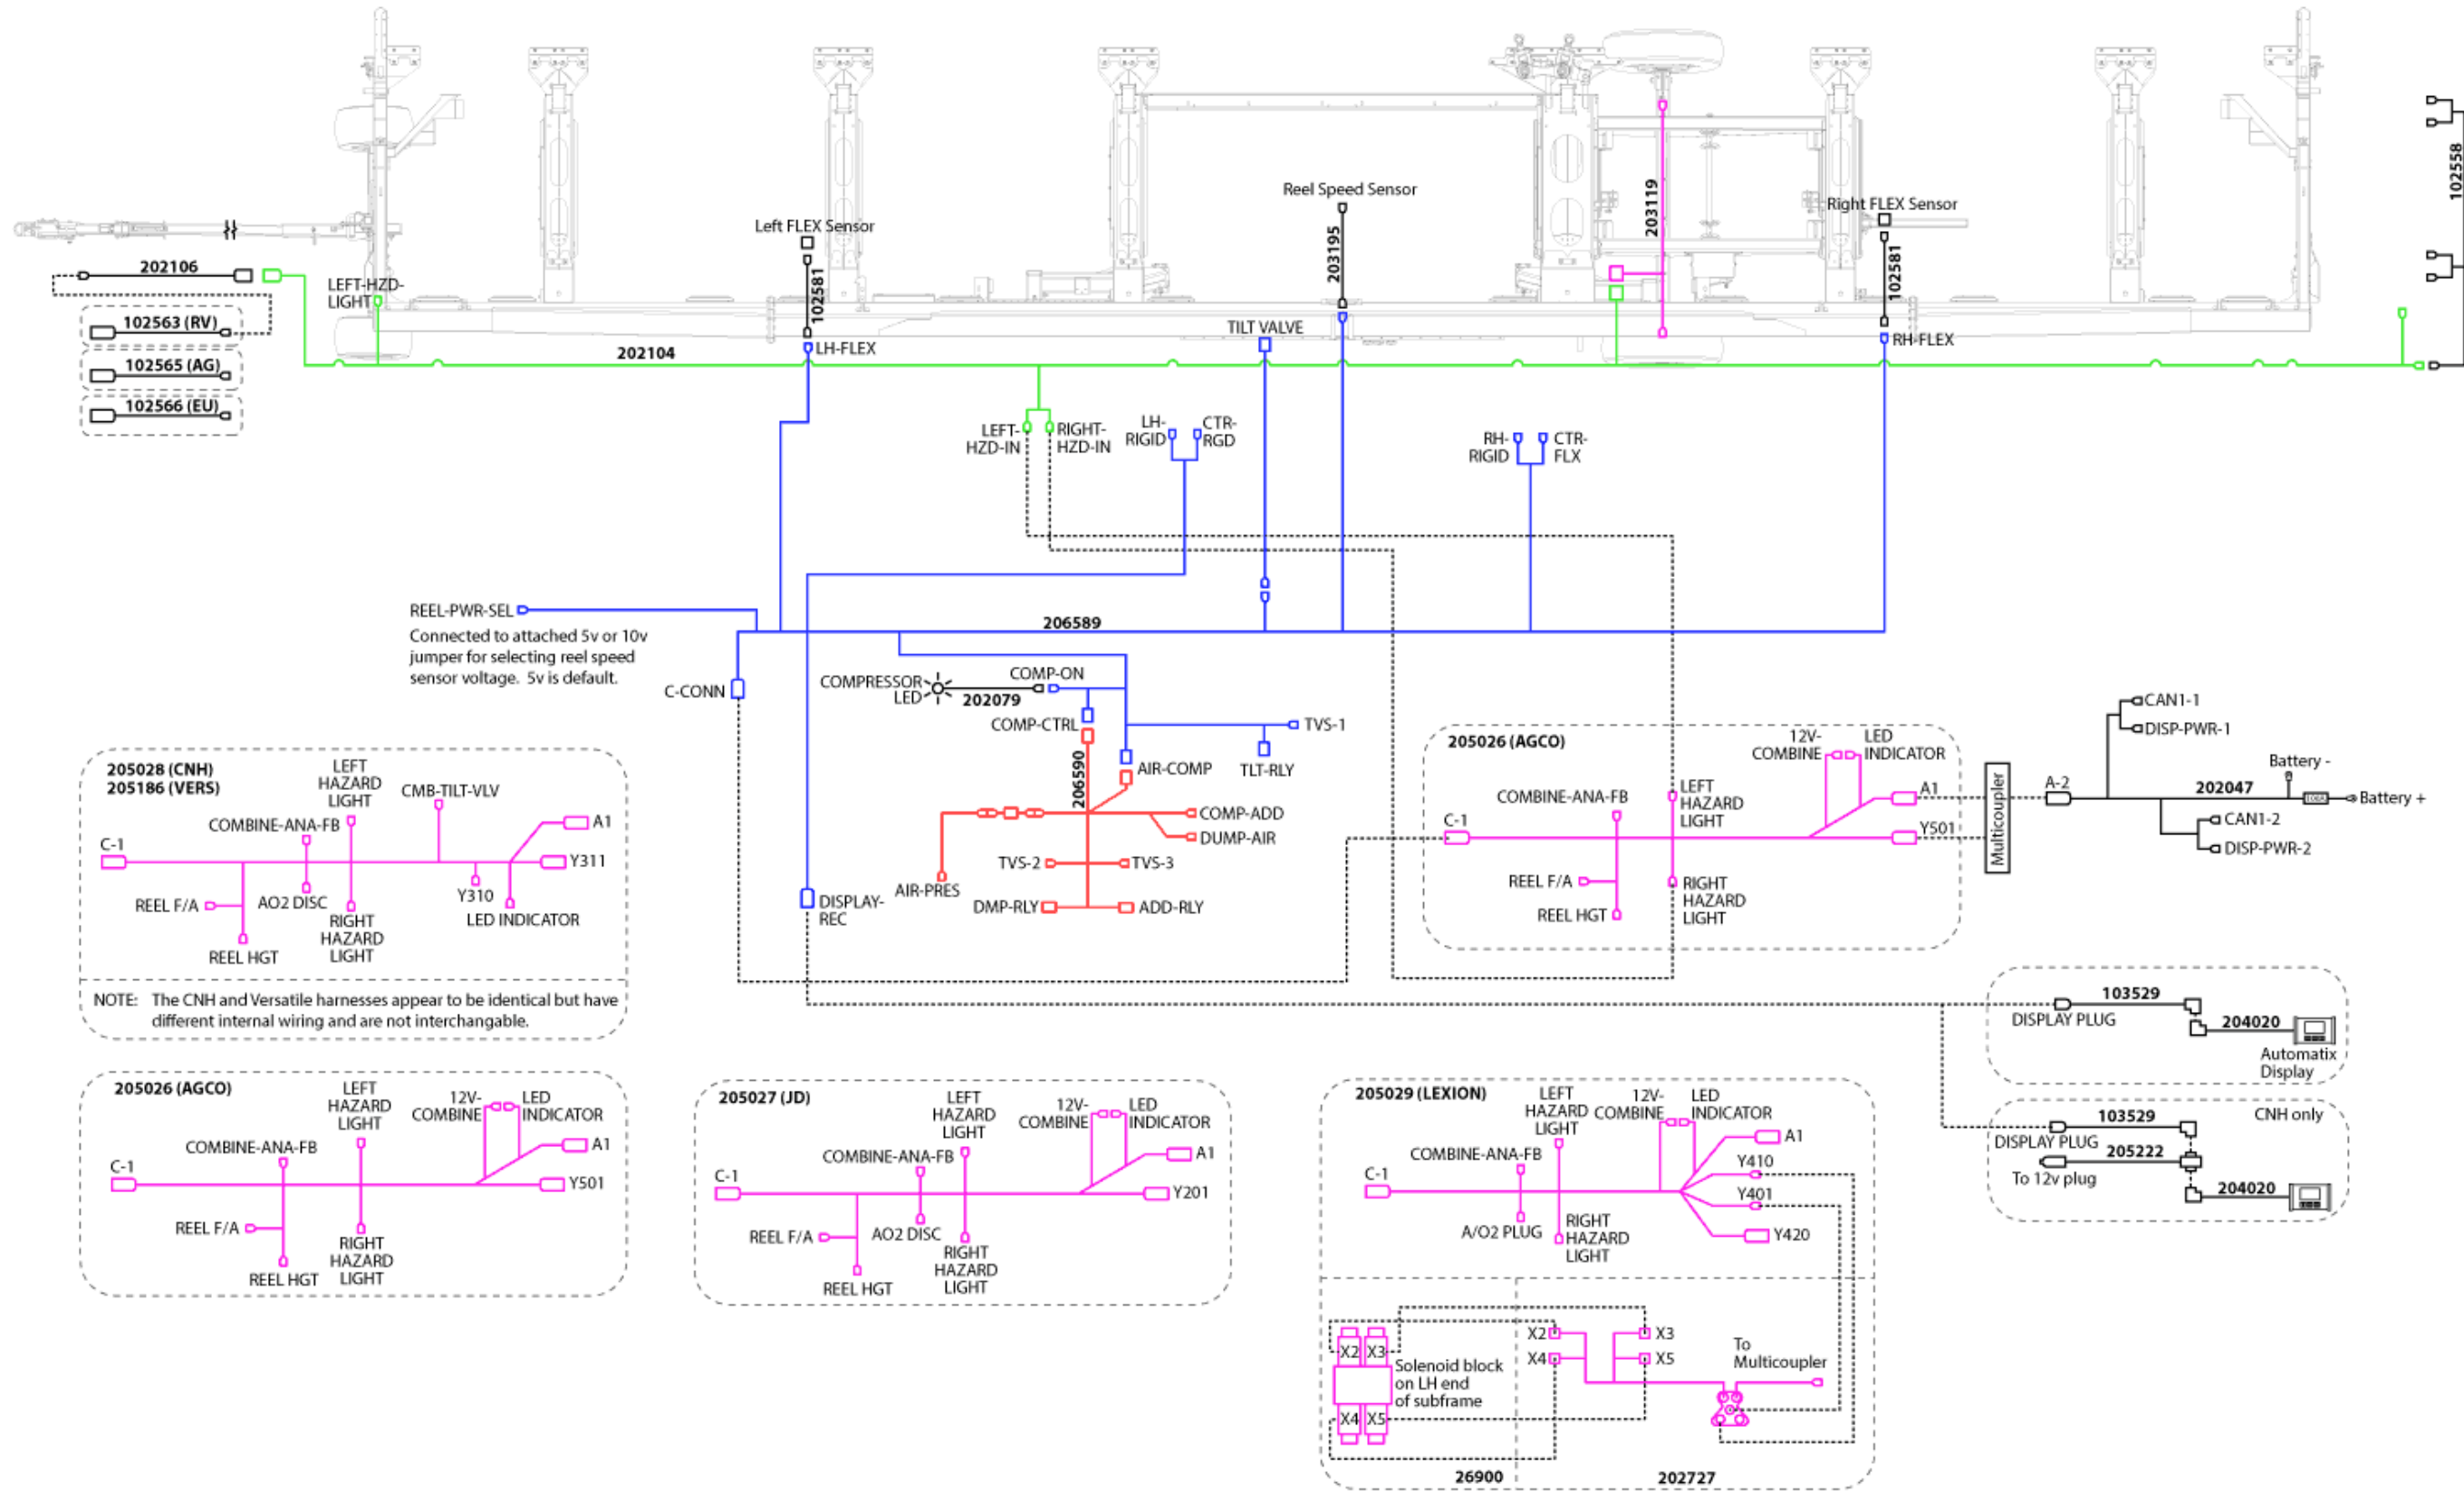 Reel Speed Sensor
Left FLEX Sensor
Right FLEX Sensor
102558
203119
203195
102581
102581
202106
LEFT-HZD-
LIGHT
102563 (RV)
102565 (AG)
102566 (EU)
202104
LH-FLEX
TILT VALVE
RH-FLEX
LEFT-
HZD-IN
RIGHT-
HZD-IN
LH-
RIGID
CTR-
RGD
RH-
RIGID
CTR-
FLX
REEL-PWR-SEL
Connected to attached 5v or 10v
jumper for selecting reel speed
sensor voltage. 5v is default.
206589
C-CONN
COMPRESSOR
LED
202079
COMP-ON
COMP-CTRL
TVS-1
AIR-COMP
TLT-RLY
206590
COMP-ADD
DUMP-AIR
TVS-2
TVS-3
AIR-PRES
DMP-RLY
ADD-RLY
DISPLAY-
REC
205026 (AGCO)
12V-
COMBINE
LED
INDICATOR
COMBINE-ANA-FB
LEFT
HAZARD
LIGHT
A1
C-1
Y501
REEL F/A
REEL HGT
RIGHT
HAZARD
LIGHT
Multicoupler
A-2
CAN1-1
DISP-PWR-1
202047
Battery -
100A
Battery +
CAN1-2
DISP-PWR-2
205028 (CNH)
205186 (VERS)
LEFT
HAZARD
LIGHT
CMB-TILT-VLV
COMBINE-ANA-FB
A1
C-1
Y311
REEL F/A
AO2 DISC
Y310
RIGHT
HAZARD
LIGHT
LED INDICATOR
REEL HGT
NOTE: The CNH and Versatile harnesses appear to be identical but have
different internal wiring and are not interchangable.
103529
DISPLAY PLUG
204020
Automatix
Display
103529
CNH only
DISPLAY PLUG
205222
To 12v plug
204020
205026 (AGCO)
LEFT
HAZARD
LIGHT
12V-
COMBINE
LED
INDICATOR
COMBINE-ANA-FB
A1
C-1
Y501
REEL F/A
REEL HGT
RIGHT
HAZARD
LIGHT
205027 (JD)
LEFT
HAZARD
LIGHT
12V-
COMBINE
LED
INDICATOR
COMBINE-ANA-FB
A1
C-1
Y201
REEL F/A
AO2 DISC
REEL HGT
RIGHT
HAZARD
LIGHT
205029 (LEXION)
LEFT
HAZARD
LIGHT
12V-
COMBINE
LED
INDICATOR
COMBINE-ANA-FB
A1
C-1
Y410
Y401
A/O2 PLUG
RIGHT
HAZARD
LIGHT
Y420
X2
X3
X4
X5
Solenoid block
on LH end
of subframe
X2
X3
X4
X5
To
Multicoupler
26900
202727